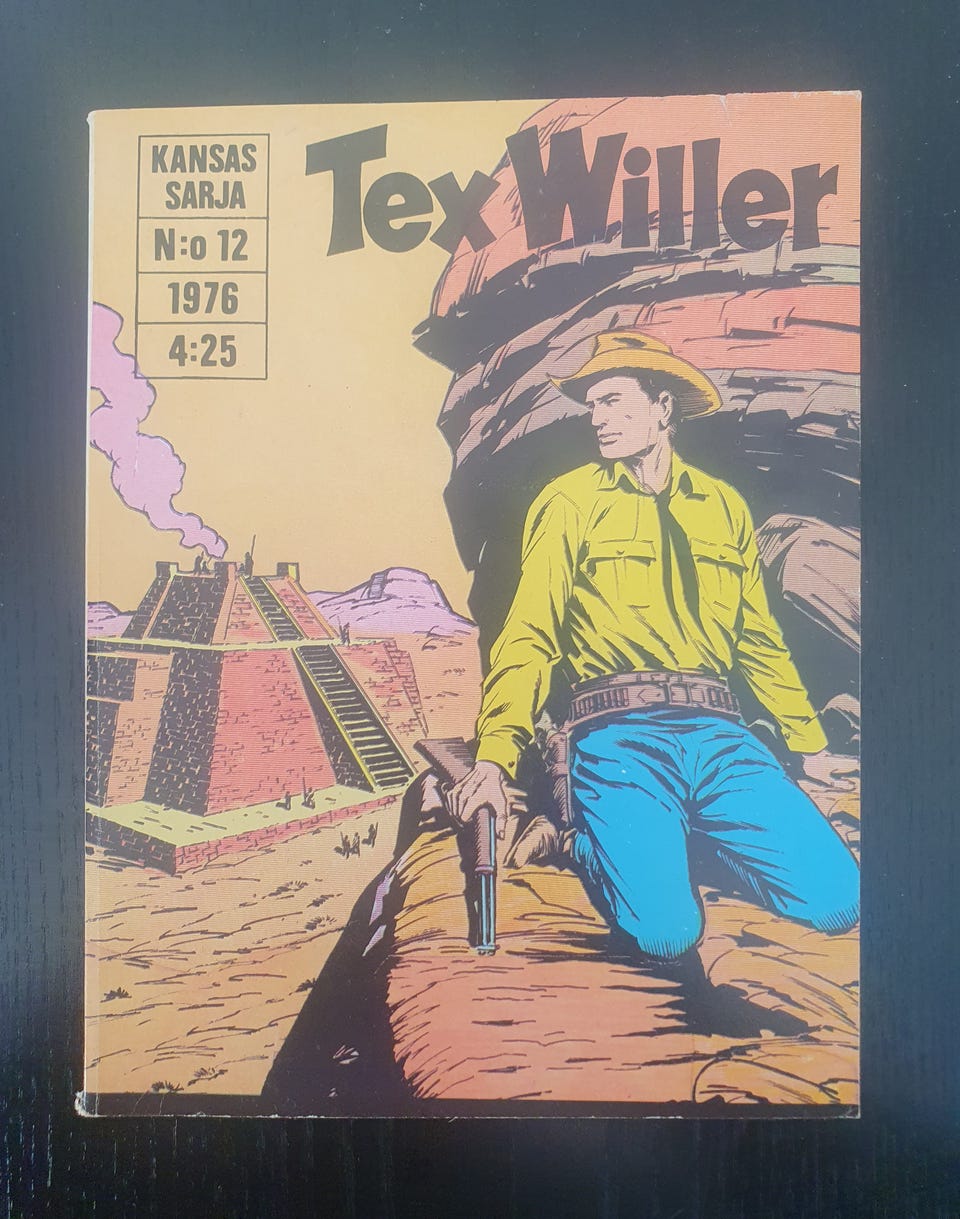 KANSAS
SARJA
N:o 12
1976
4:25
Tex Willer